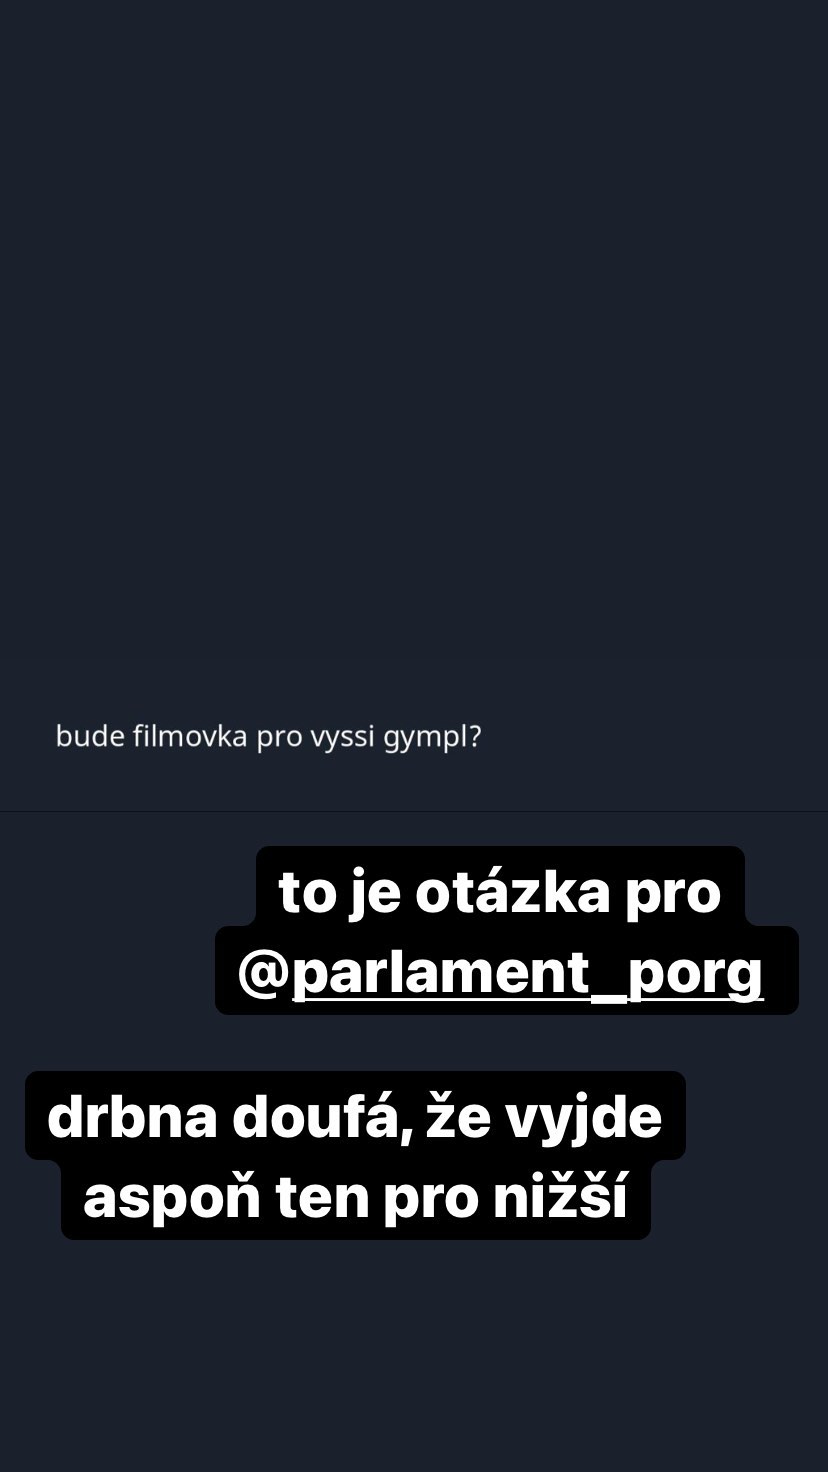 bude filmovka pro vyssi gympl?
to je otázka pro
@parlament_porg
drbna doufá, že vyjde
aspoň ten pro nižší